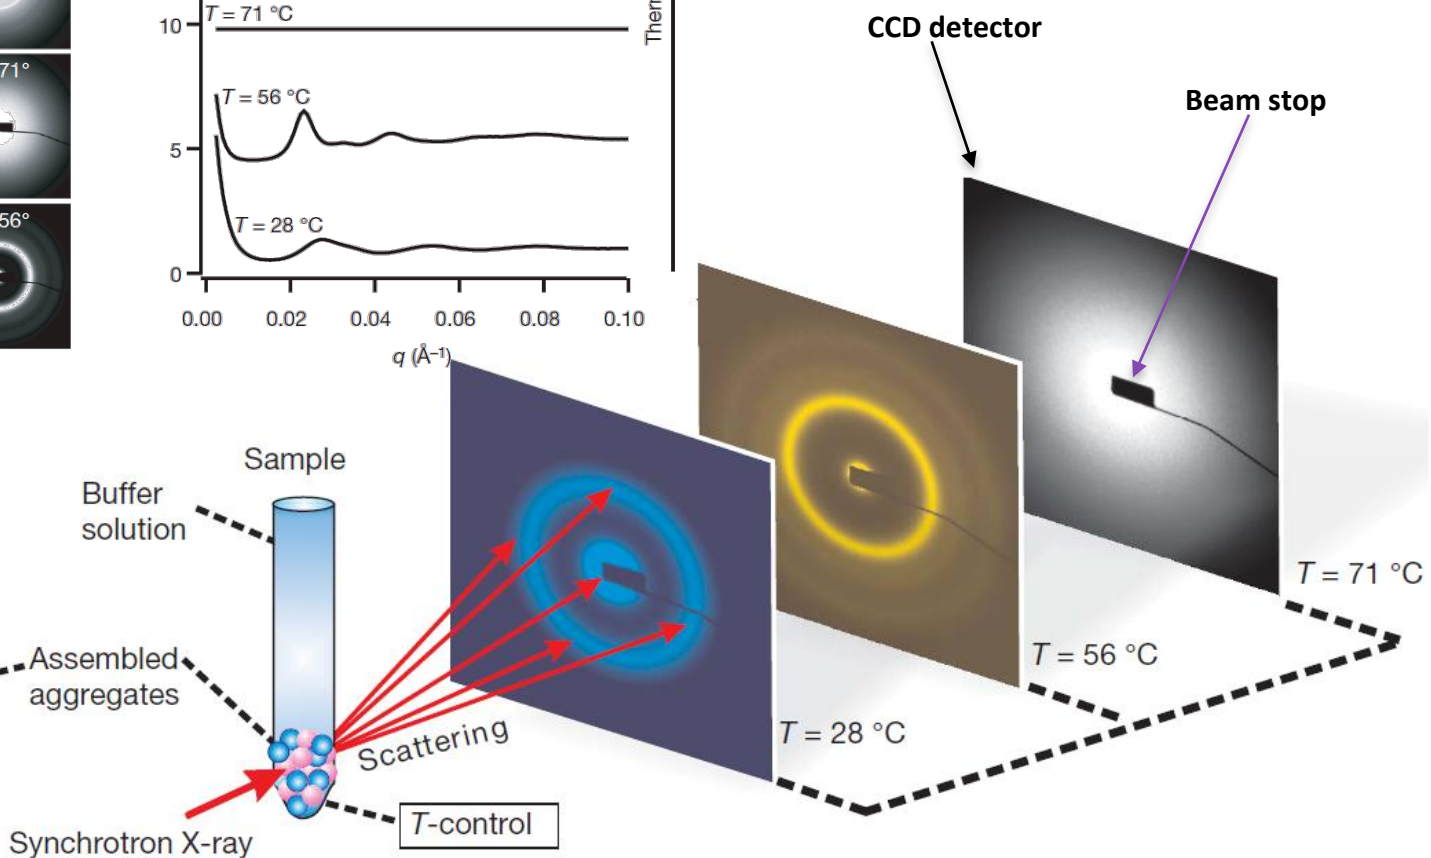 71°
56°
10
5
0
T = 71 °C
T = 56 °C
T = 28 °C
0.00 0.02 0.04 0.06 0.08 0.10
q (Å⁻¹)
CCD detector
Beam stop
Sample
Buffer
solution
Assembled
aggregates
Scattering
Synchrotron X-ray
T-control
T = 28 °C
T = 56 °C
T = 71 °C